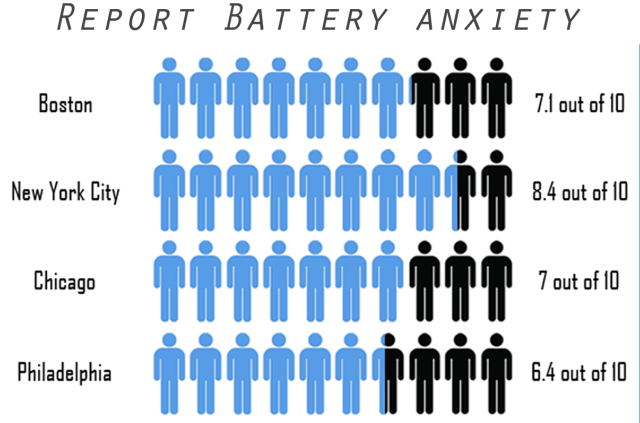 Report Battery anxiety
Boston 7.1 out of 10
New York City 8.4 out of 10
Chicago 7 out of 10
Philadelphia 6.4 out of 10